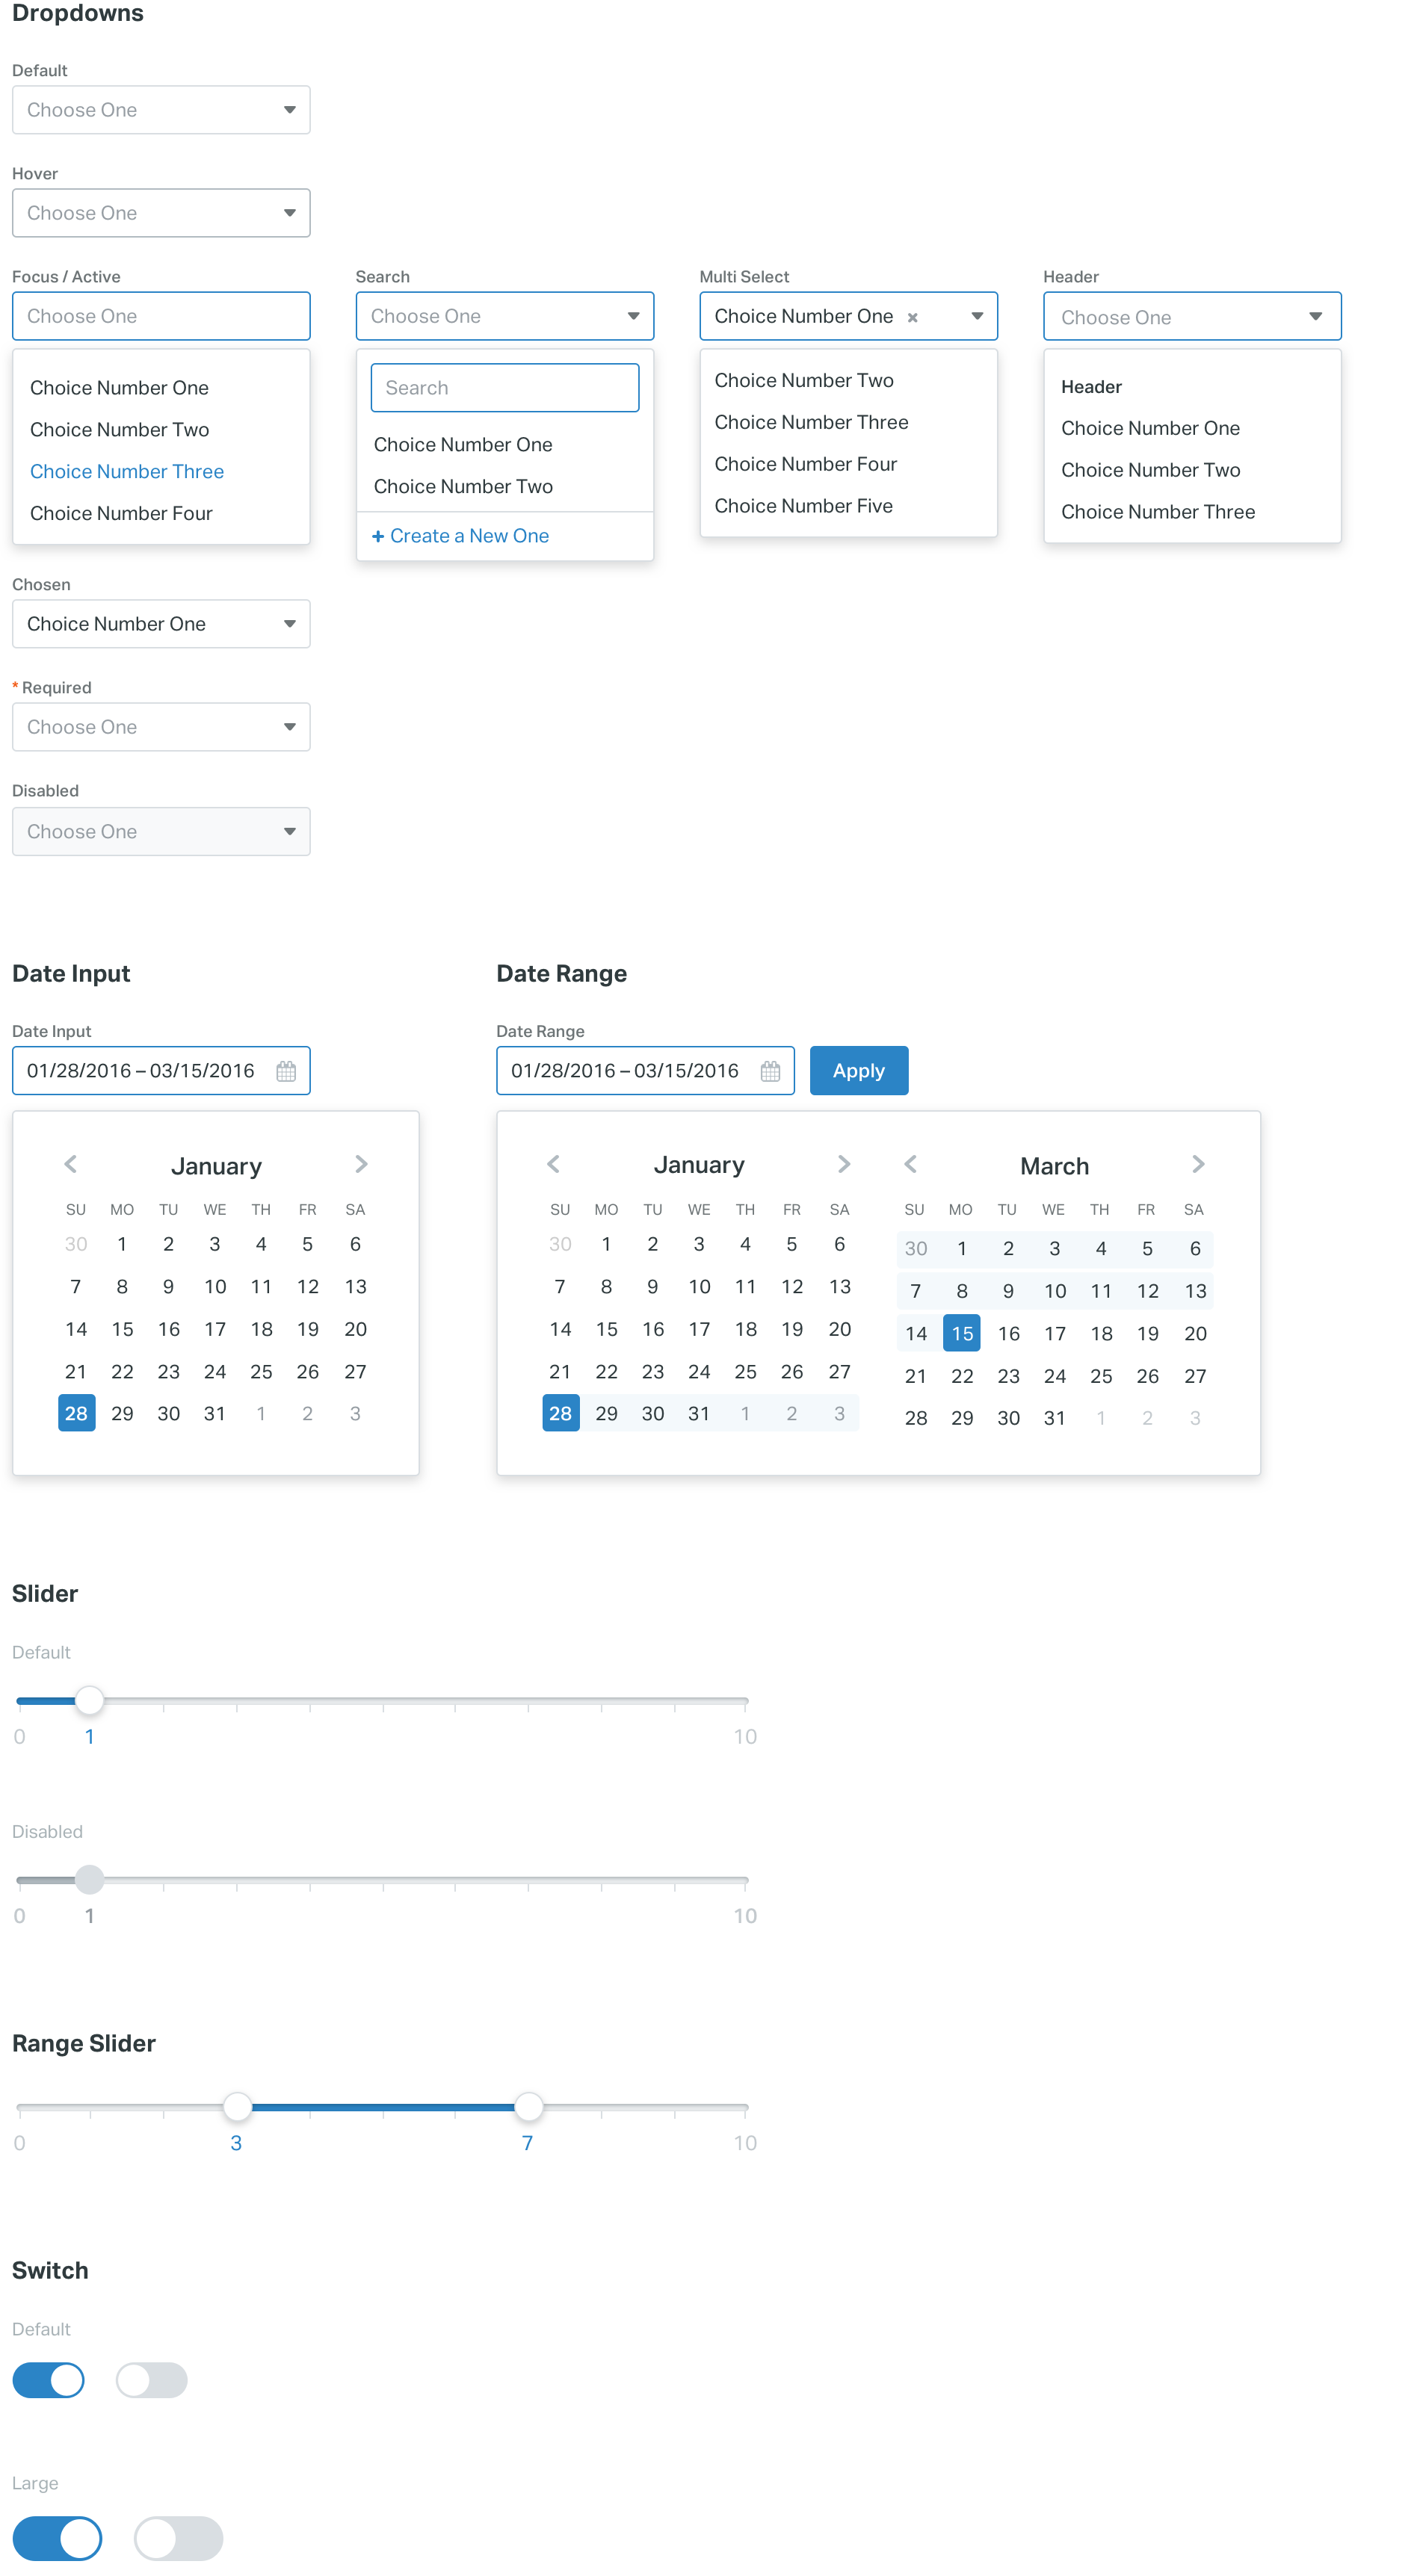 Dropdowns
Default
Choose One
Hover
Choose One
Focus / Active Search Multi Select Header
Choose One Choose One Choice Number One × Choose One
Choice Number One Search Choice Number Two Header
Choice Number Two Choice Number One Choice Number Three Choice Number One
Choice Number Three Choice Number Two Choice Number Four Choice Number Two
Choice Number Four + Create a New One Choice Number Five Choice Number Three
Chosen
Choice Number One
* Required
Choose One
Disabled
Choose One
Date Input Date Range
Date Input Date Range
01/28/2016 – 03/15/2016 01/28/2016 – 03/15/2016 Apply
January January March
SU MO TU WE TH FR SA SU MO TU WE TH FR SA SU MO TU WE TH FR SA
30 1 2 3 4 5 6 30 1 2 3 4 5 6 30 1 2 3 4 5 6
7 8 9 10 11 12 13 7 8 9 10 11 12 13 7 8 9 10 11 12 13
14 15 16 17 18 19 20 14 15 16 17 18 19 20 14 15 16 17 18 19 20
21 22 23 24 25 26 27 21 22 23 24 25 26 27 21 22 23 24 25 26 27
28 29 30 31 1 2 3 28 29 30 31 1 2 3 28 29 30 31 1 2 3
Slider
Default
0 1 10
Disabled
0 1 10
Range Slider
0 3 7 10
Switch
Default
Large